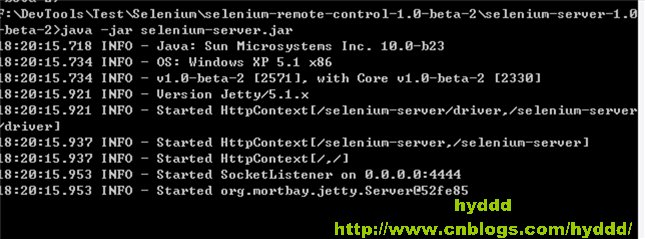 F:\DevTools\Test\Selenium\selenium-remote-control-1.0-beta-2\selenium-server-1.0
-beta-2>java -jar selenium-server.jar
18:20:15.718 INFO - Java: Sun Microsystems Inc. 10.0-b23
18:20:15.734 INFO - OS: Windows XP 5.1 x86
18:20:15.734 INFO - v1.0-beta-2 [2571], with Core v1.0-beta-2 [2330]
18:20:15.921 INFO - Version Jetty/5.1.x
18:20:15.921 INFO - Started HttpContext[/selenium-server/driver,/selenium-server
/driver]
18:20:15.937 INFO - Started HttpContext[/selenium-server,/selenium-server]
18:20:15.937 INFO - Started HttpContext[/,/]
18:20:15.953 INFO - Started SocketListener on 0.0.0.0:4444
18:20:15.953 INFO - Started org.mortbay.jetty.Server@52fe85
hyddd
http://www.cnblogs.com/hyddd/